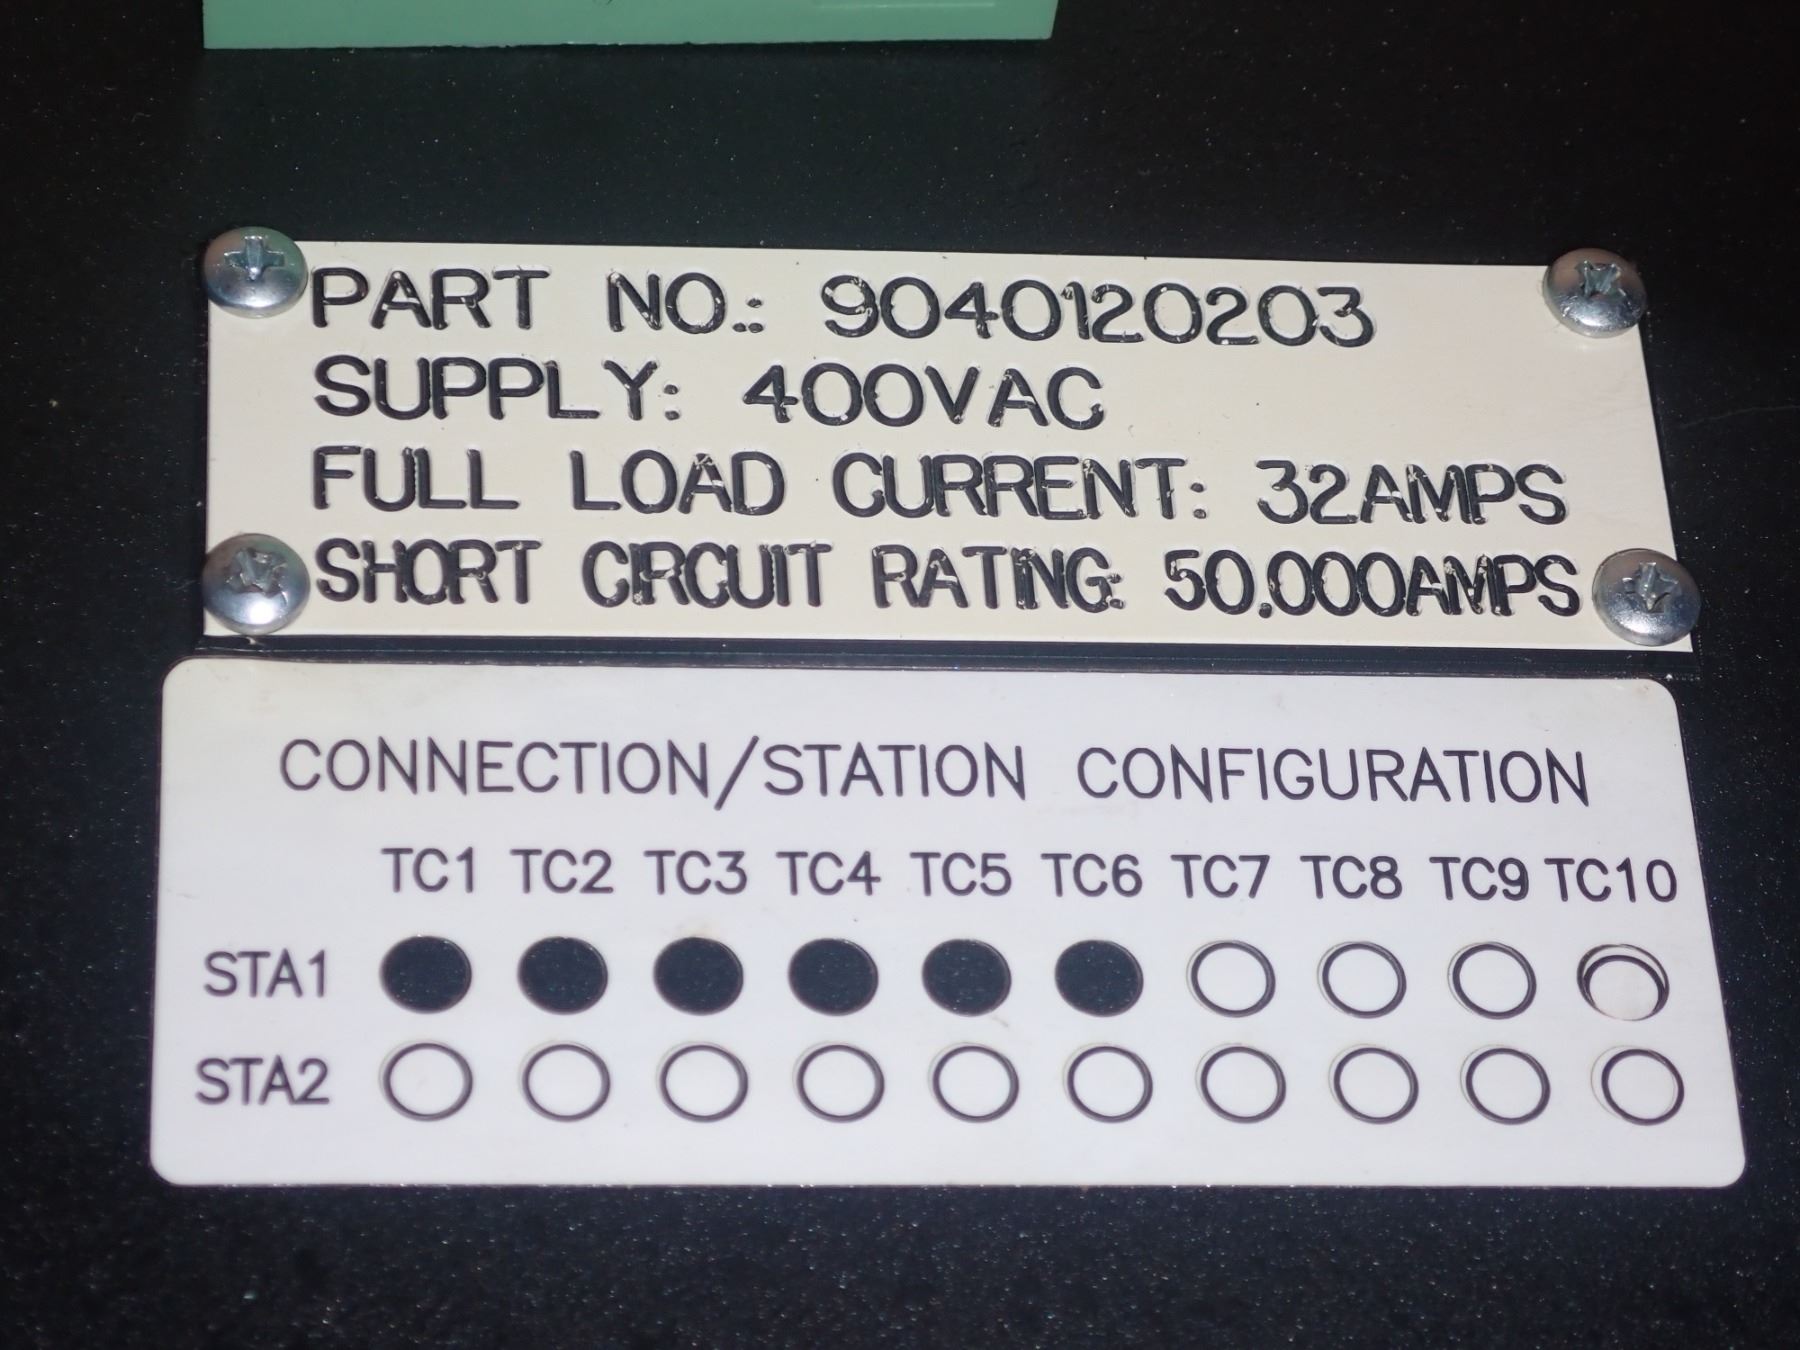 PART NO.: 9040120203
SUPPLY: 400VAC
FULL LOAD CURRENT: 32AMPS
SHORT CIRCUIT RATING: 50.000AMPS
CONNECTION/STATION CONFIGURATION
TC1 TC2 TC3 TC4 TC5 TC6 TC7 TC8 TC9 TC10
STA1
STA2